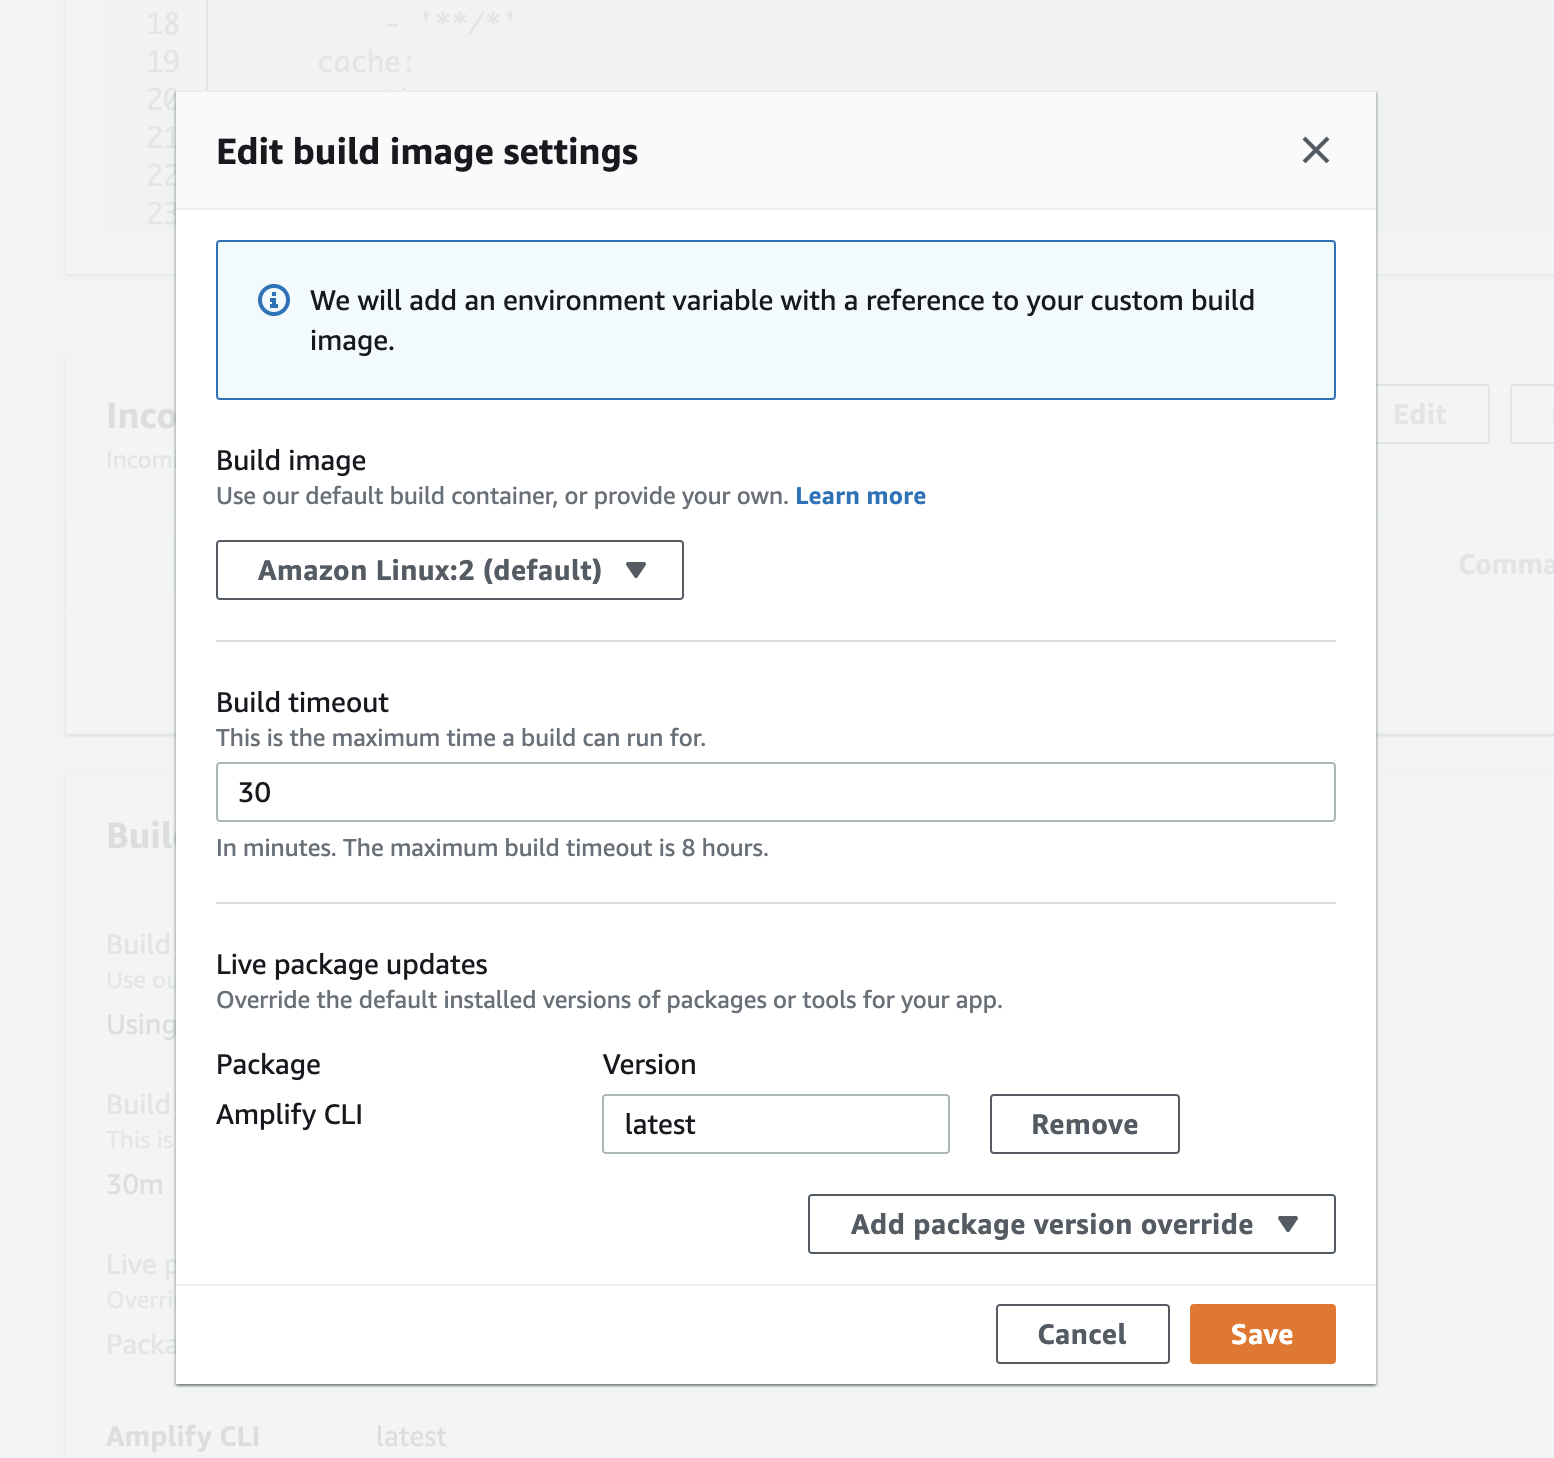 18 - '**/*'
19 cache:
20
21
22
23
Edit build image settings
We will add an environment variable with a reference to your custom build
image.
Inco
Edit
Incomi
Build image
Use our default build container, or provide your own. Learn more
Amazon Linux:2 (default)
Comma
Build timeout
This is the maximum time a build can run for.
30
In minutes. The maximum build timeout is 8 hours.
Buil
Build
Use ou
Using
Live package updates
Override the default installed versions of packages or tools for your app.
Package Version
Amplify CLI latest Remove
Build
This is
30m
Add package version override
Live p
Overri
Packa
Cancel Save
Amplify CLI latest